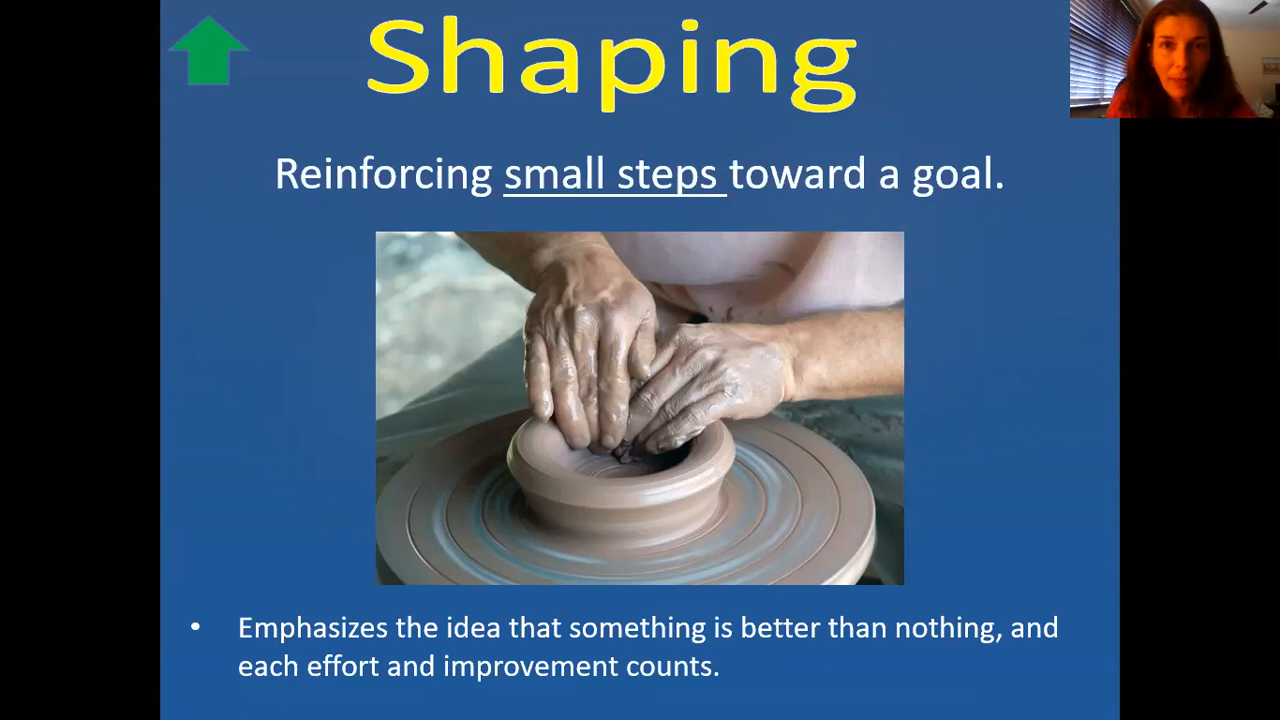 Shaping
Reinforcing small steps toward a goal.
• Emphasizes the idea that something is better than nothing, and
each effort and improvement counts.